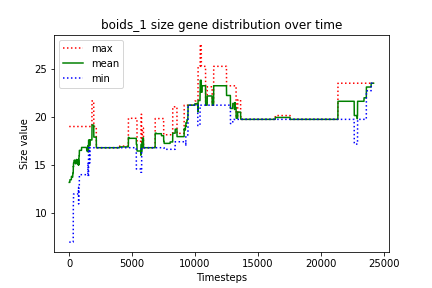 boids_1 size gene distribution over time
max
mean
min
Size value
25
20
15
10
0
5000
10000
15000
20000
25000
Timesteps